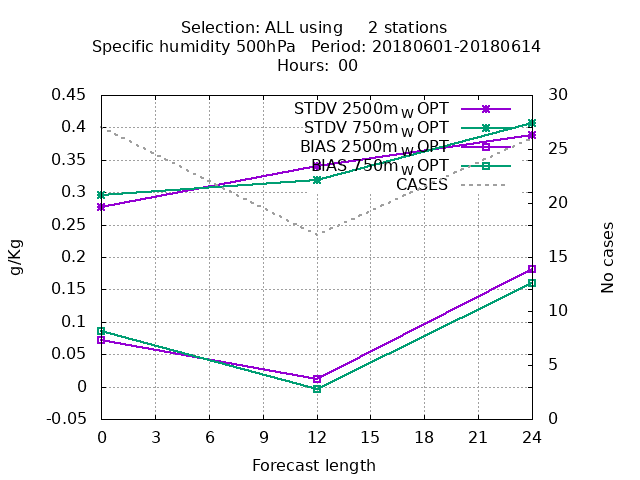 Selection: ALL using 2 stations
Specific humidity 500hPa Period: 20180601-20180614
Hours: 00
STDV 2500m_W OPT
STDV 750m_W OPT
BIAS 2500m_W OPT
BIAS 750m_W OPT
CASES
0.45
0.4
0.35
0.3
0.25
0.2
0.15
0.1
0.05
0
-0.05
g/Kg
30
25
20
15
10
5
0
No cases
0 3 6 9 12 15 18 21 24
Forecast length